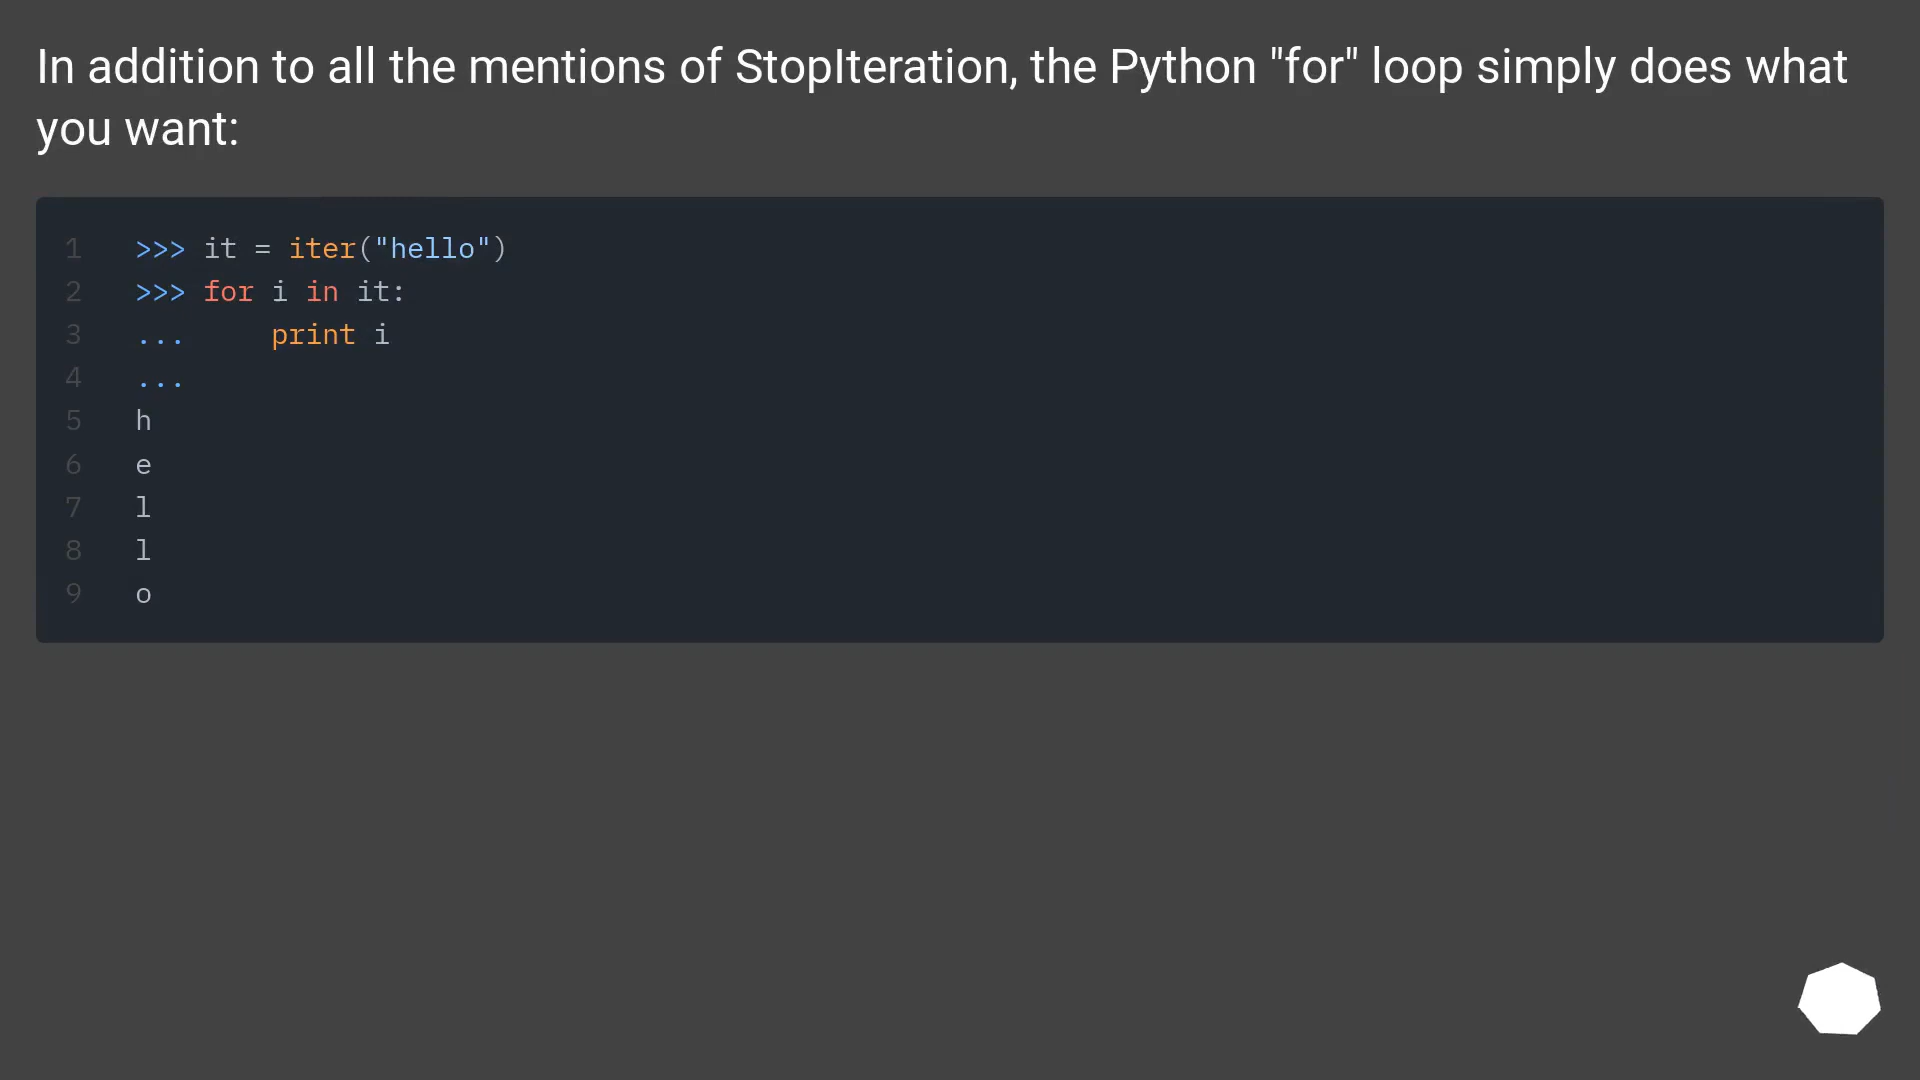 In addition to all the mentions of StopIteration, the Python "for" loop simply does what
you want:
1 >>> it = iter("hello")
2 >>> for i in it:
3 ...     print i
4 ...
5 h
6 e
7 l
8 l
9 o